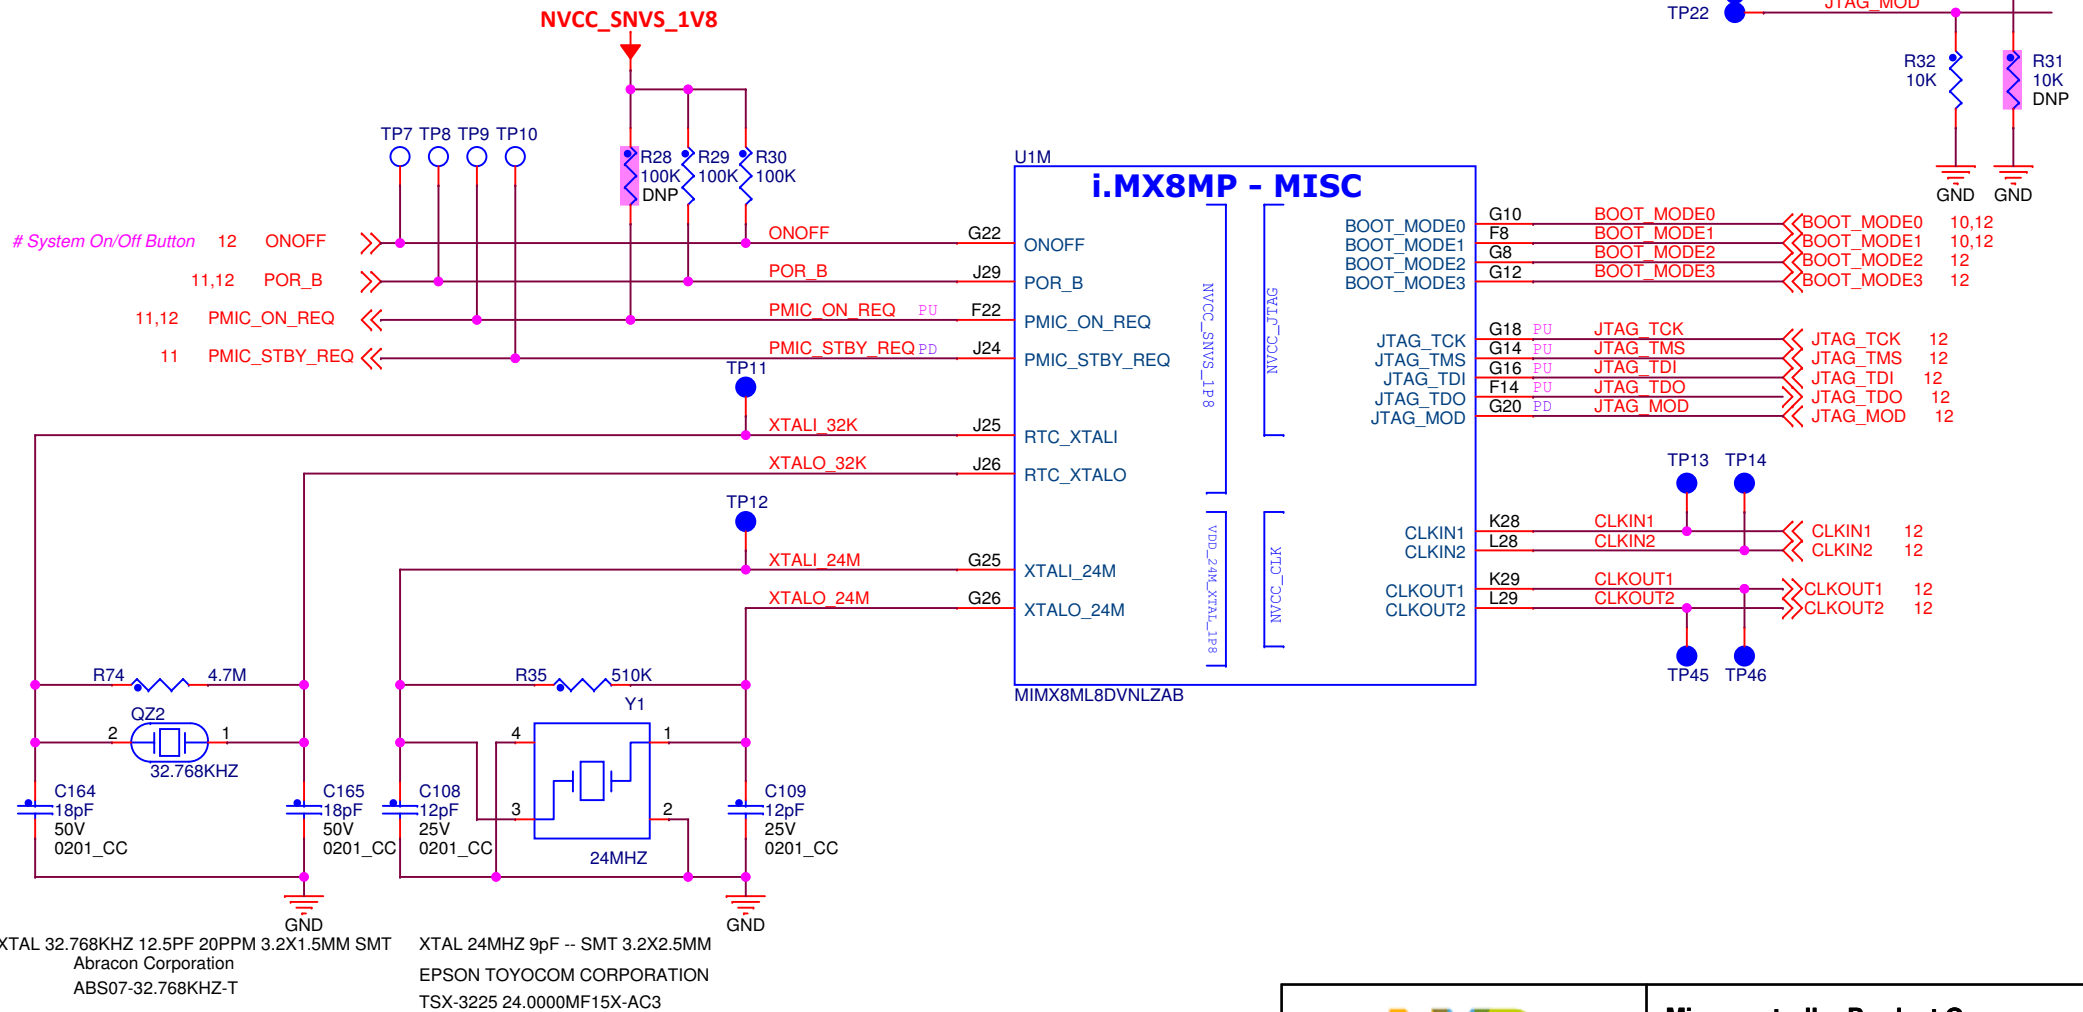 NVCC_SNVS_1V8
TP22
JTAG_MOD
R32
10K
R31
10K
DNP
GND
GND
TP7 TP8 TP9 TP10
R28
100K
DNP
R29
100K
R30
100K
U1M
i.MX8MP - MISC
# System On/Off Button 12 ONOFF
ONOFF G22 ONOFF
11,12 POR_B
POR_B J29 POR_B
11,12 PMIC_ON_REQ
PMIC_ON_REQ PU F22 PMIC_ON_REQ
11 PMIC_STBY_REQ
PMIC_STBY_REQ PD J24 PMIC_STBY_REQ
TP11
XTALI_32K J25 RTC_XTALI
XTALO_32K J26 RTC_XTALO
TP12
XTALI_24M G25 XTALI_24M
XTALO_24M G26 XTALO_24M
NVCC_SNVS_1P8
NVCC_JTAG
VDD_24M_XTAL_1P8
NVCC_CLK
BOOT_MODE0 G10 BOOT_MODE0 BOOT_MODE0 10,12
BOOT_MODE1 F8 BOOT_MODE1 BOOT_MODE1 10,12
BOOT_MODE2 G8 BOOT_MODE2 BOOT_MODE2 12
BOOT_MODE3 G12 BOOT_MODE3 BOOT_MODE3 12
JTAG_TCK G18 PU JTAG_TCK JTAG_TCK 12
JTAG_TMS G14 PU JTAG_TMS JTAG_TMS 12
JTAG_TDI G16 PU JTAG_TDI JTAG_TDI 12
JTAG_TDO F14 PU JTAG_TDO JTAG_TDO 12
JTAG_MOD G20 PD JTAG_MOD JTAG_MOD 12
TP13 TP14
CLKIN1 K28 CLKIN1 CLKIN1 12
CLKIN2 L28 CLKIN2 CLKIN2 12
CLKOUT1 K29 CLKOUT1 CLKOUT1 12
CLKOUT2 L29 CLKOUT2 CLKOUT2 12
TP45 TP46
MIMX8ML8DVNLZAB
R74 4.7M
QZ2
2 1
32.768KHZ
C164
18pF
50V
0201_CC
C165
18pF
50V
0201_CC
GND
R35 510K
Y1
4 1
3 2
24MHZ
C108
12pF
25V
0201_CC
C109
12pF
25V
0201_CC
GND
XTAL 32.768KHZ 12.5PF 20PPM 3.2X1.5MM SMT
Abracon Corporation
ABS07-32.768KHZ-T
XTAL 24MHZ 9pF -- SMT 3.2X2.5MM
EPSON TOYOCOM CORPORATION
TSX-3225 24.0000MF15X-AC3